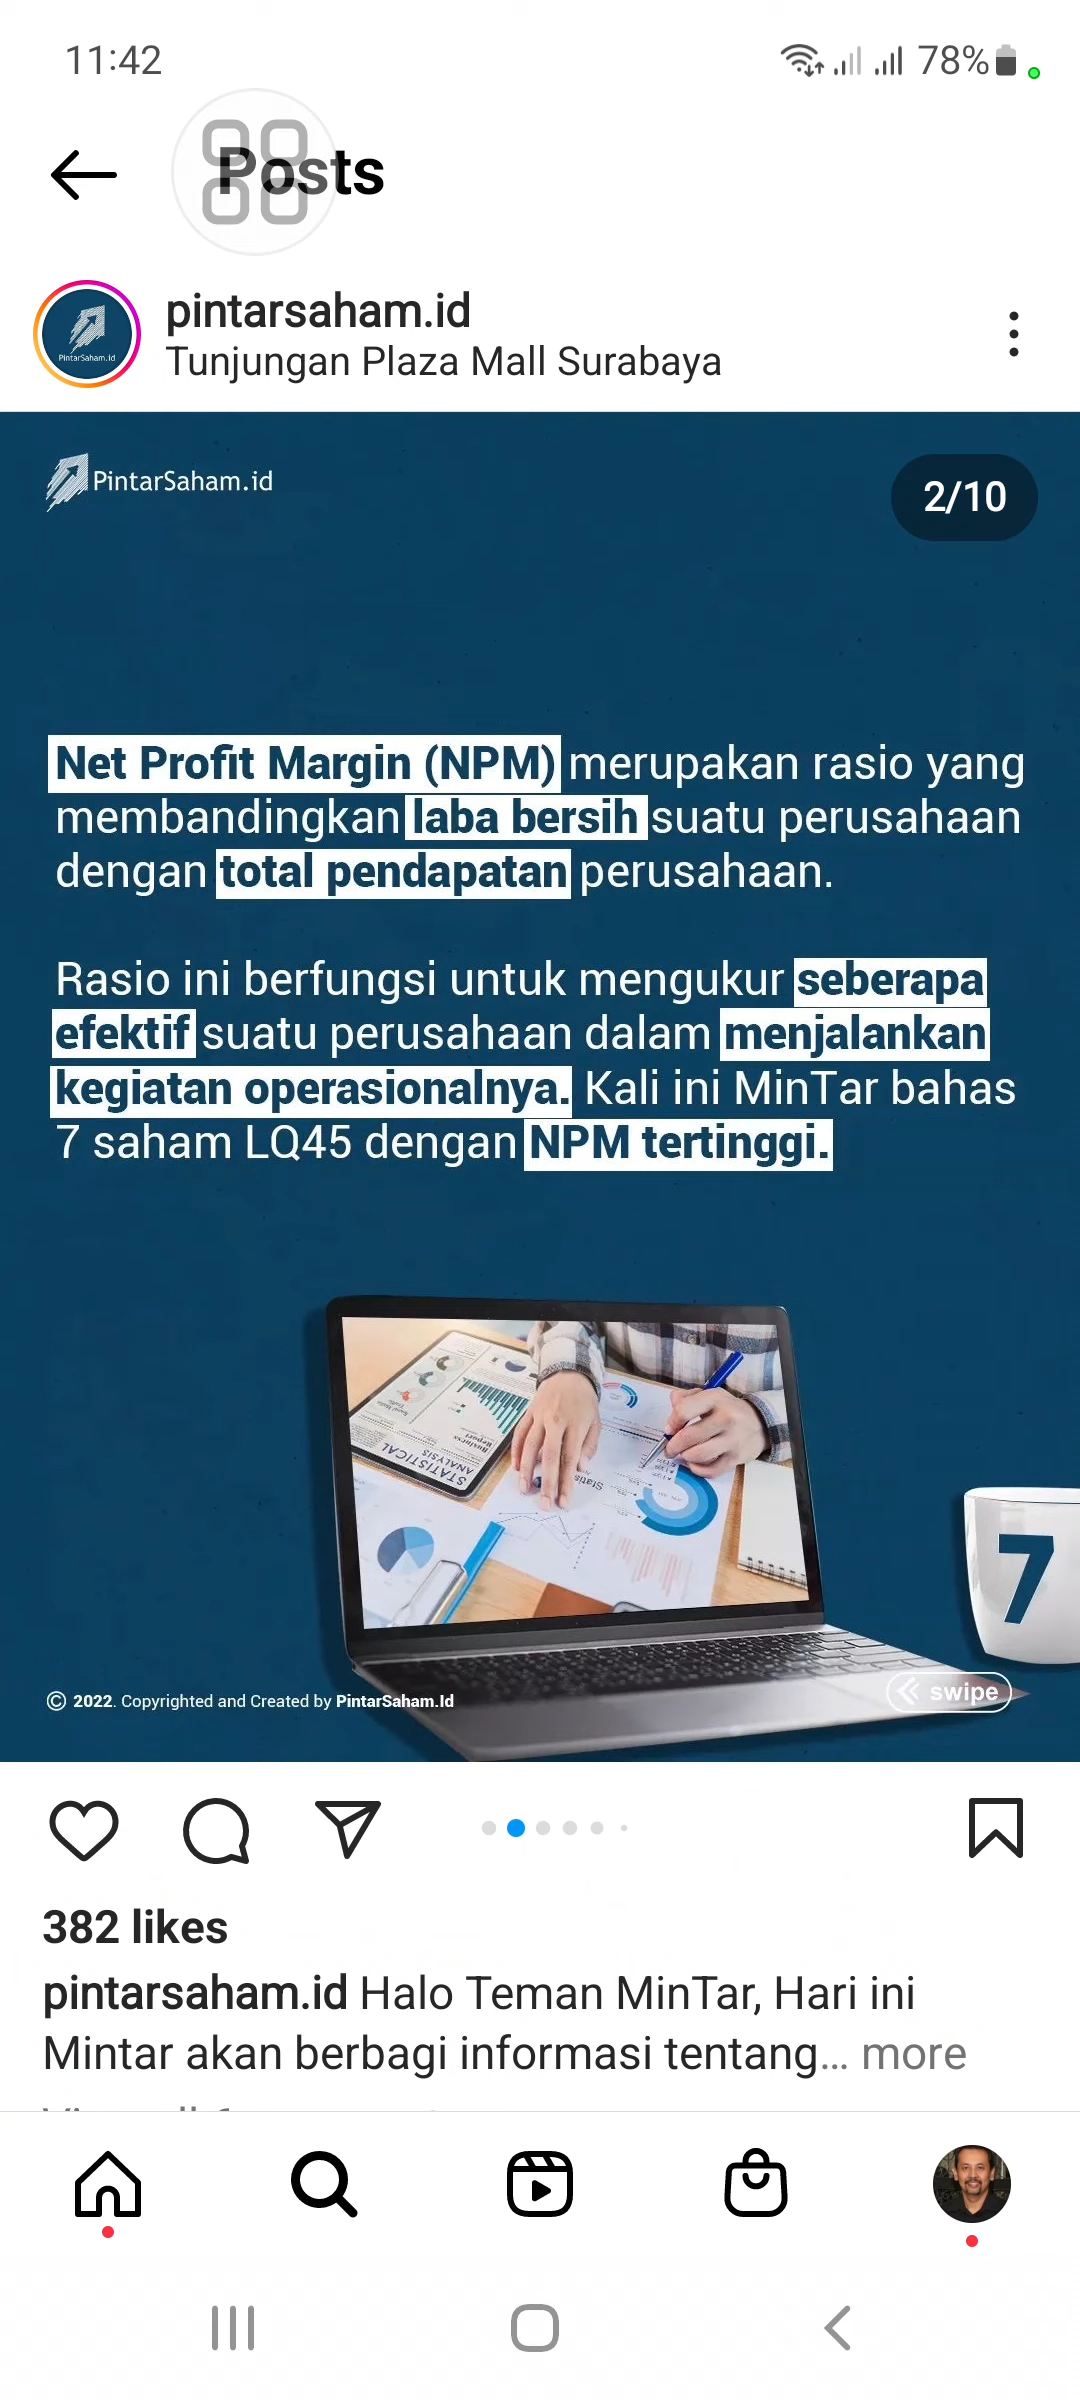 11:42
78%
Posts
pintarsaham.id
Tunjungan Plaza Mall Surabaya
PintarSaham.id
PintarSaham.id
2/10
Net Profit Margin (NPM) merupakan rasio yang
membandingkan laba bersih suatu perusahaan
dengan total pendapatan perusahaan.
Rasio ini berfungsi untuk mengukur seberapa
efektif suatu perusahaan dalam menjalankan
kegiatan operasionalnya. Kali ini MinTar bahas
7 saham LQ45 dengan NPM tertinggi.
STATISTICAL
ANALYSIS
Business
Report
7
© 2022. Copyrighted and Created by PintarSaham.Id
swipe
382 likes
pintarsaham.id Halo Teman MinTar, Hari ini
Mintar akan berbagi informasi tentang... more